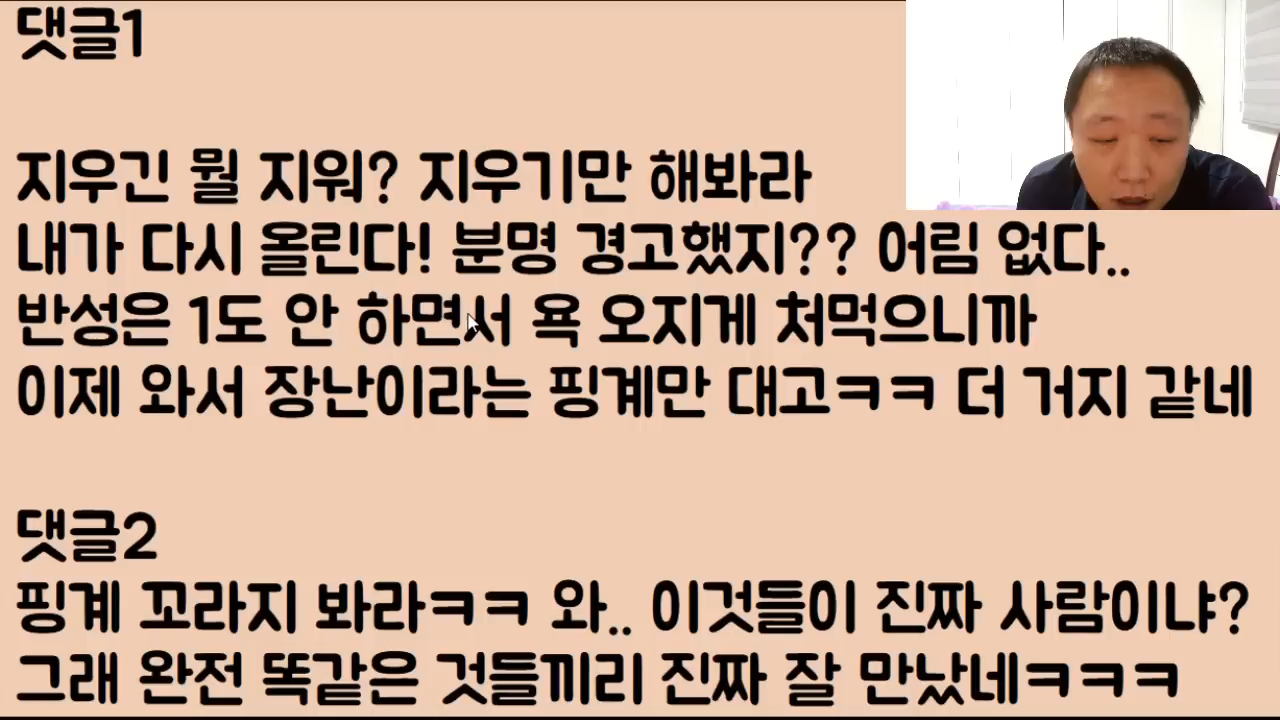 댓글1
지우긴 뭘 지워? 지우기만 해봐라
내가 다시 올린다! 분명 경고했지?? 어림 없다..
반성은 1도 안 하면서 욕 오지게 처먹으니까
이제 와서 장난이라는 핑계만 대고ㅋㅋ 더 거지 같네
댓글2
핑계 꼬라지 봐라ㅋㅋ 와.. 이것들이 진짜 사람이냐?
그래 완전 똑같은 것들끼리 진짜 잘 만났네ㅋㅋㅋ